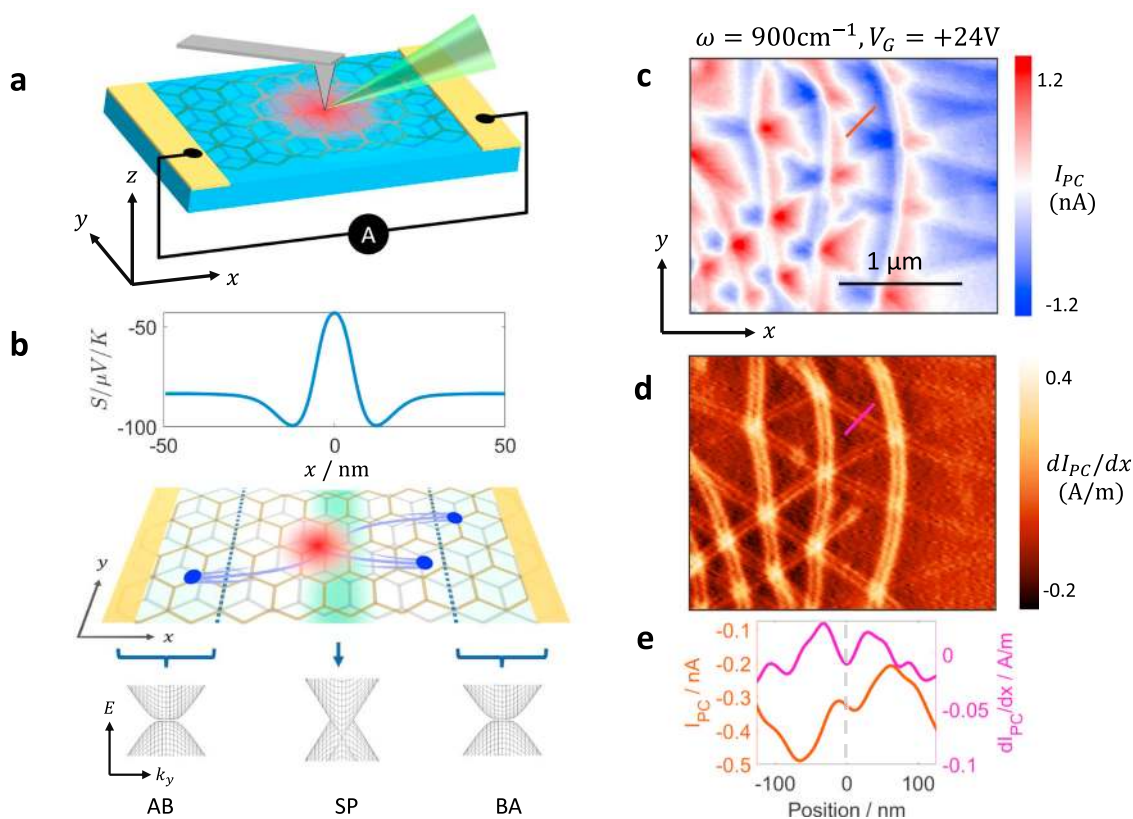 a
A
z
y
x
b
S/μV/K
-50
-100
-50
0
50
x / nm
y
x
E
k_y
AB
SP
BA
ω = 900cm⁻¹, V_G = +24V
c
1.2
I_PC
(nA)
-1.2
1 μm
y
x
d
0.4
dI_PC/dx
(A/m)
-0.2
e
-0.1
-0.2
-0.3
-0.4
-0.5
I_PC / nA
0
-0.05
-0.1
dI_PC/dx / A/m
-100
0
100
Position / nm